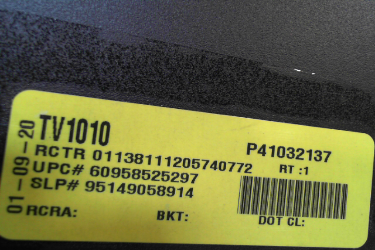 01-09-20
TV1010
P41032137
RCTR 01138111205740772
RT :1
UPC# 60958525297
SLP# 95149058914
RCRA:
BKT:
DOT CL: